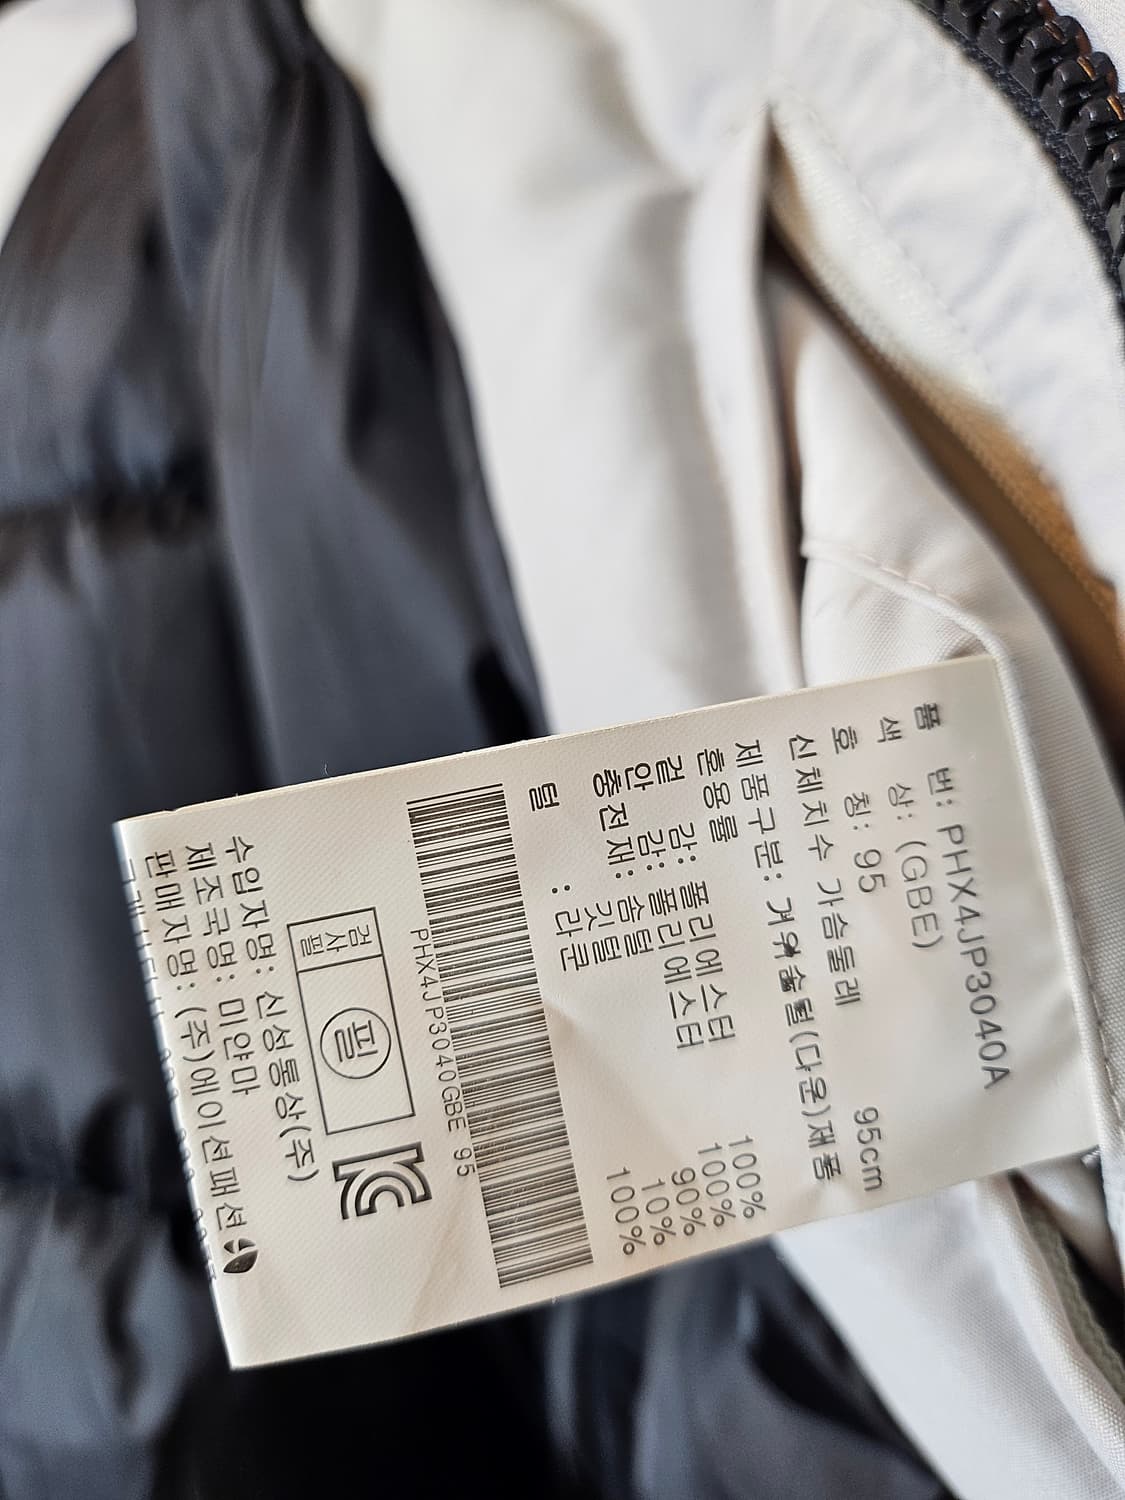 품 번: PHX4JP3040A
색 상: (GBE)
호 칭: 95
신체치수 가슴둘레 95cm
제품구분: 거위솜털(다운)제품
혼용률
겉 감: 폴리에스터 100%
안 감: 폴리에스터 100%
충전재: 솜털 90%
깃털 10%
털 : 라쿤 100%
PHX4JP3040GBE 95
검사필
필
수입자명: 신성통상(주)
제조국명: 미얀마
판매자명: (주)에이션패션